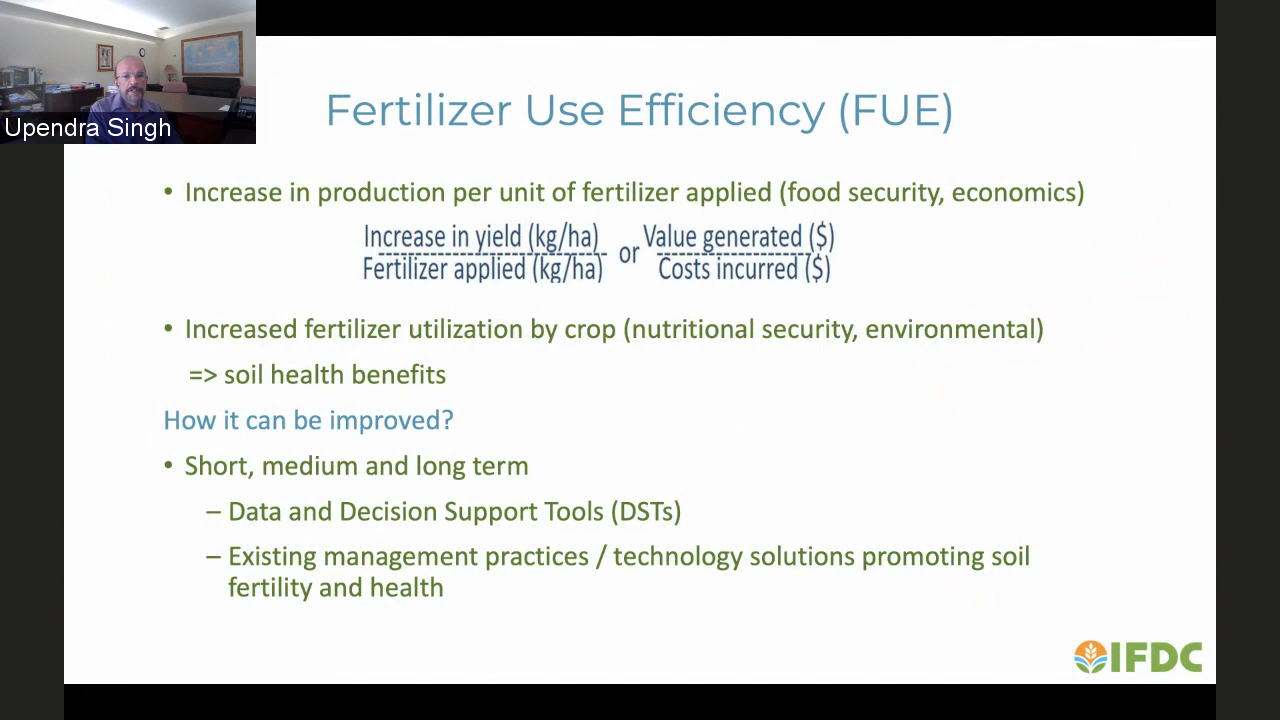 Upendra Singh
Fertilizer Use Efficiency (FUE)
• Increase in production per unit of fertilizer applied (food security, economics)
Increase in yield (kg/ha) or Value generated ($)
Fertilizer applied (kg/ha) Costs incurred ($)
• Increased fertilizer utilization by crop (nutritional security, environmental)
=> soil health benefits
How it can be improved?
• Short, medium and long term
– Data and Decision Support Tools (DSTs)
– Existing management practices / technology solutions promoting soil
fertility and health
IFDC